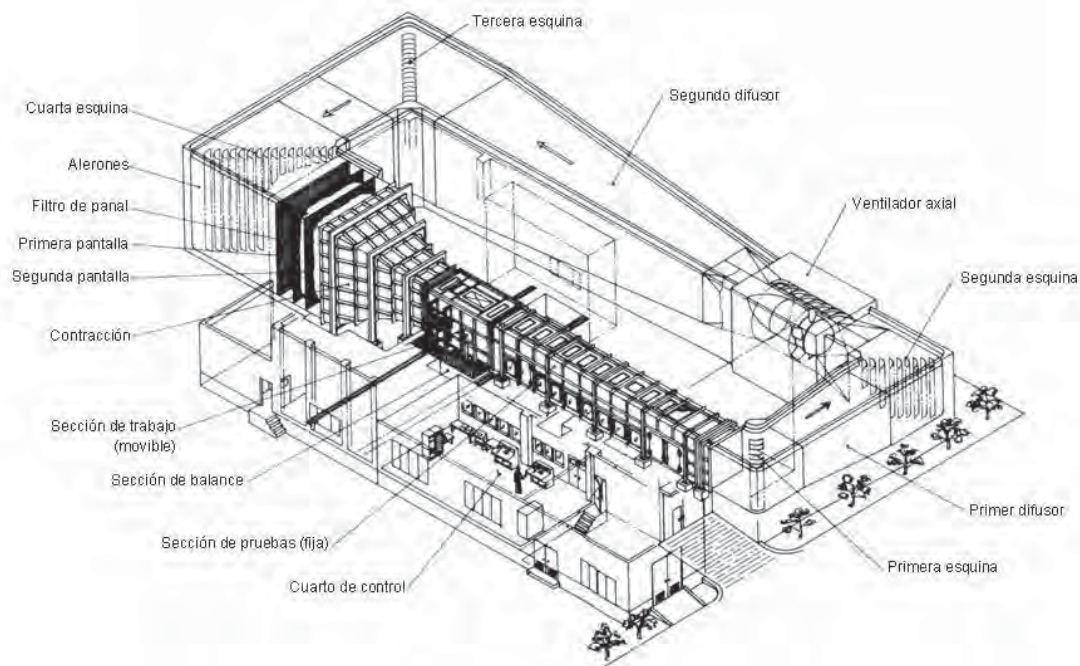 Tercera esquina
Segundo difusor
Cuarta esquina
Alerones
Ventilador axial
Filtro de panal
Primera pantalla
Segunda esquina
Segunda pantalla
Contracción
Sección de trabajo
(movible)
Sección de balance
Primer difusor
Sección de pruebas (fija)
Primera esquina
Cuarto de control